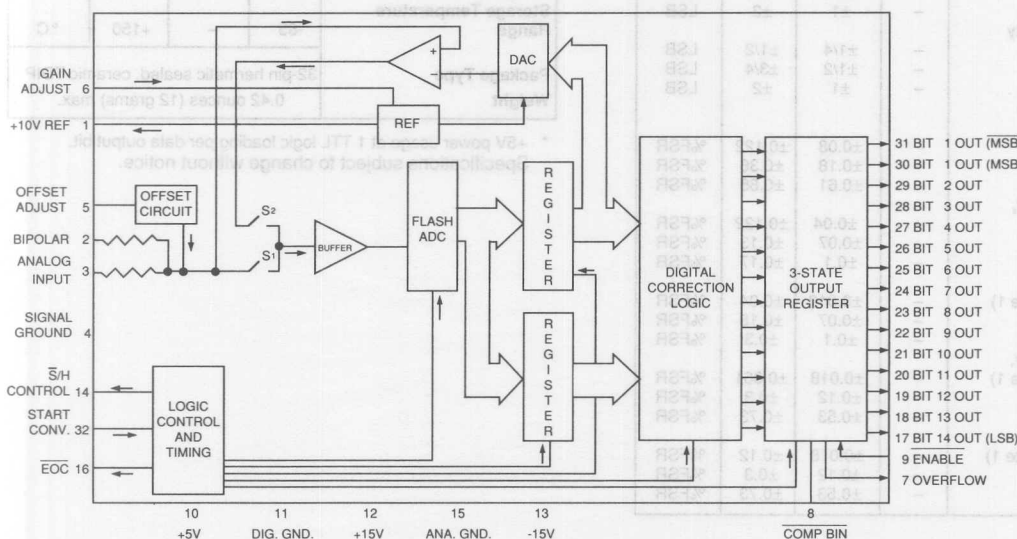 GAIN
ADJUST 6
+10V REF 1
OFFSET
ADJUST 5
BIPOLAR 2
ANALOG
INPUT 3
SIGNAL
GROUND 4
S̅/H
CONTROL 14
START
CONV. 32
E̅O̅C̅ 16
OFFSET
CIRCUIT
LOGIC
CONTROL
AND
TIMING
S2
S1
BUFFER
+
−
REF
DAC
FLASH
ADC
REGISTER
REGISTER
DIGITAL
CORRECTION
LOGIC
3-STATE
OUTPUT
REGISTER
31 BIT 1 OUT (M̅S̅B̅
30 BIT 1 OUT (MSB
29 BIT 2 OUT
28 BIT 3 OUT
27 BIT 4 OUT
26 BIT 5 OUT
25 BIT 6 OUT
24 BIT 7 OUT
23 BIT 8 OUT
22 BIT 9 OUT
21 BIT 10 OUT
20 BIT 11 OUT
19 BIT 12 OUT
18 BIT 13 OUT
17 BIT 14 OUT (LSB)
9 E̅N̅A̅B̅L̅E̅
7 OVERFLOW
10
+5V
11
DIG. GND.
12
+15V
15
ANA. GND.
13
-15V
8
C̅O̅M̅P̅ ̅B̅I̅N̅
Storage Temperature
Range
+150
°C
Package Type
32-pin hermetic sealed, ceramic
Weight
0.42 ounces (12 grams) max.
* +5V power usage at 1 TTL logic loading per data output bit.
Specifications subject to change without notice.